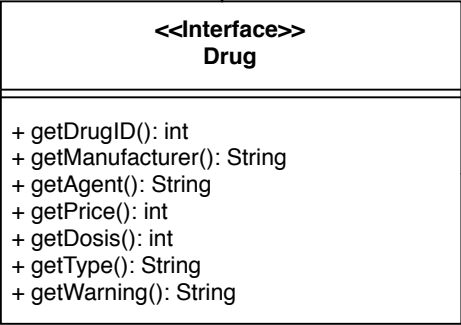 <<Interface>>
Drug
+ getDrugID(): int
+ getManufacturer(): String
+ getAgent(): String
+ getPrice(): int
+ getDosis(): int
+ getType(): String
+ getWarning(): String